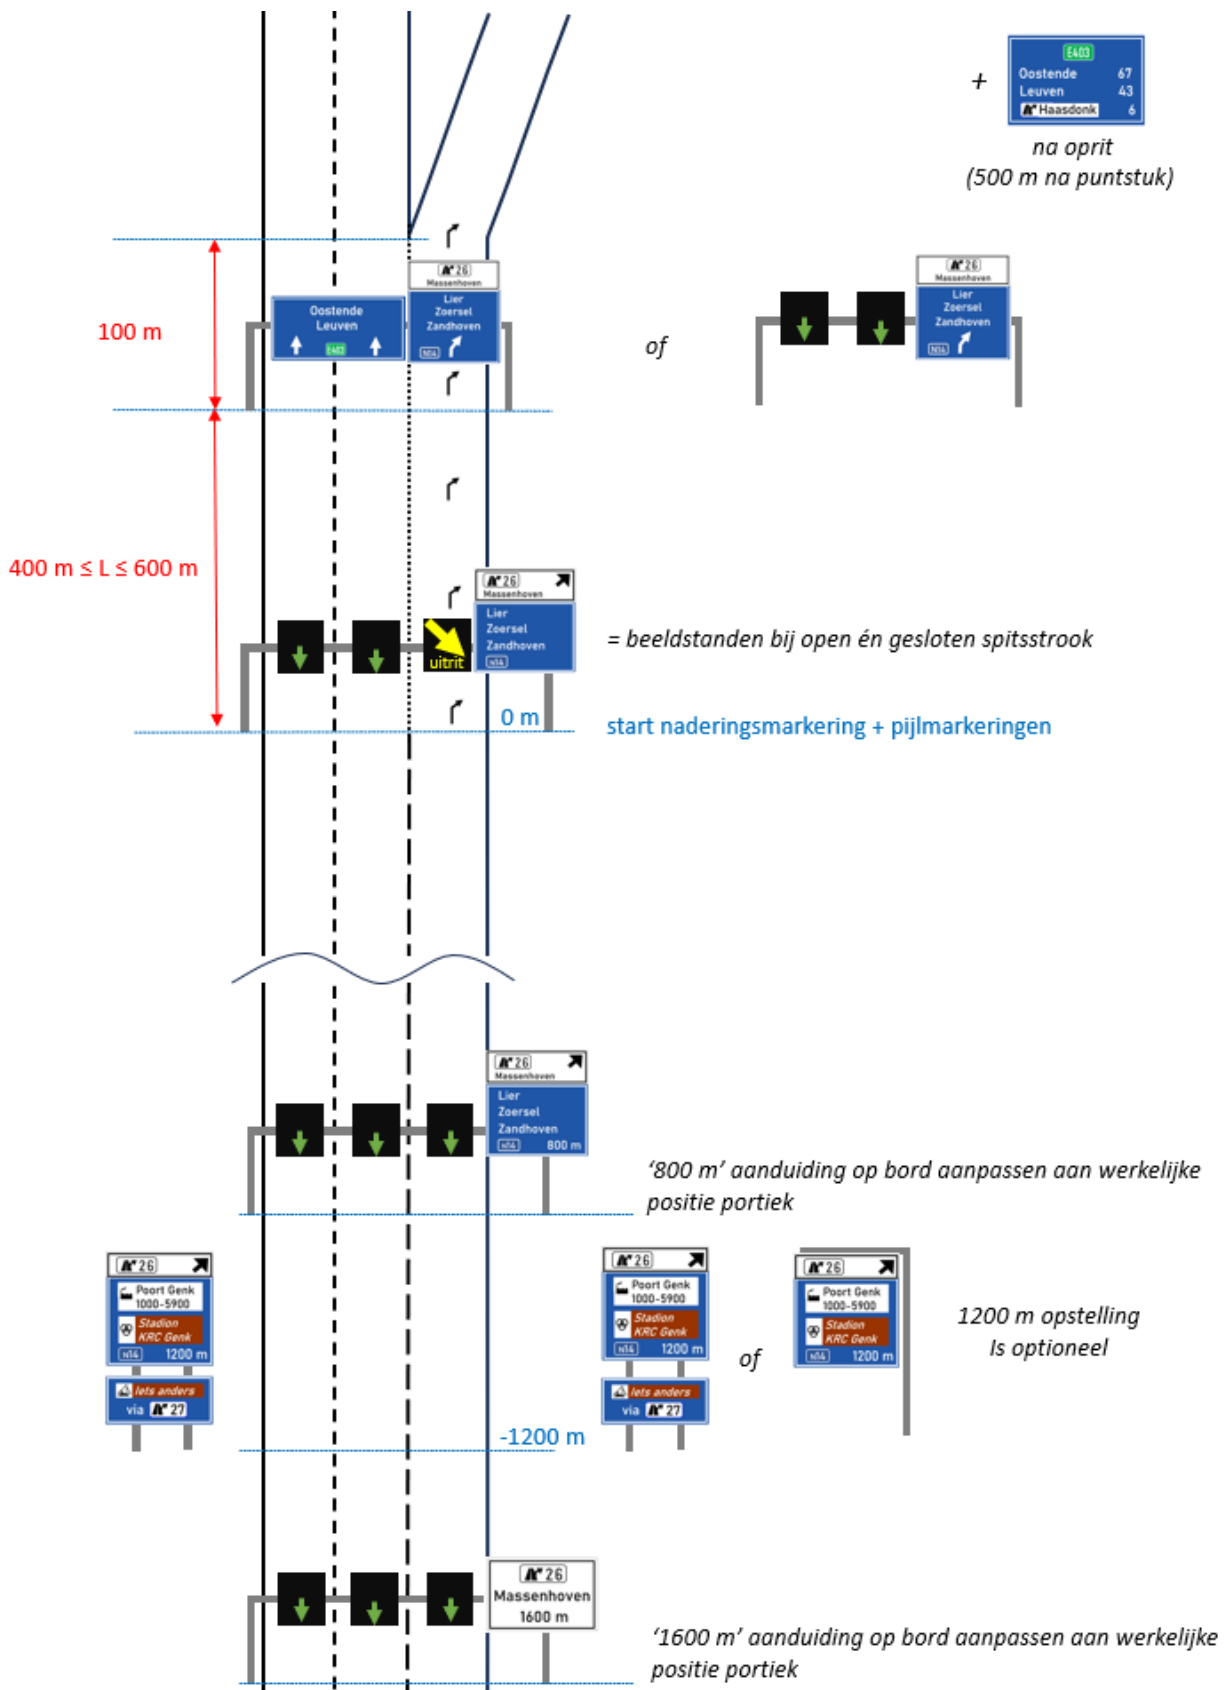 +
E403
Oostende 67
Leuven 43
Haasdonk 6
na oprit
(500 m na puntstuk)
100 m
Oostende
Leuven
E403
26
Massenhoven
Lier
Zoersel
Zandhoven
N14
of
26
Massenhoven
Lier
Zoersel
Zandhoven
N14
400 m ≤ L ≤ 600 m
uitrit
26
Massenhoven
Lier
Zoersel
Zandhoven
N14
= beeldstanden bij open én gesloten spitsstrook
0 m
start naderingsmarkering + pijlmarkeringen
26
Massenhoven
Lier
Zoersel
Zandhoven
N14 800 m
‘800 m’ aanduiding op bord aanpassen aan werkelijke
positie portiek
26
Poort Genk
1000-5900
Stadion
KRC Genk
N14 1200 m
Iets anders
via 27
26
Poort Genk
1000-5900
Stadion
KRC Genk
N14 1200 m
Iets anders
via 27
of
26
Poort Genk
1000-5900
Stadion
KRC Genk
N14 1200 m
1200 m opstelling
Is optioneel
-1200 m
26
Massenhoven
1600 m
‘1600 m’ aanduiding op bord aanpassen aan werkelijke
positie portiek